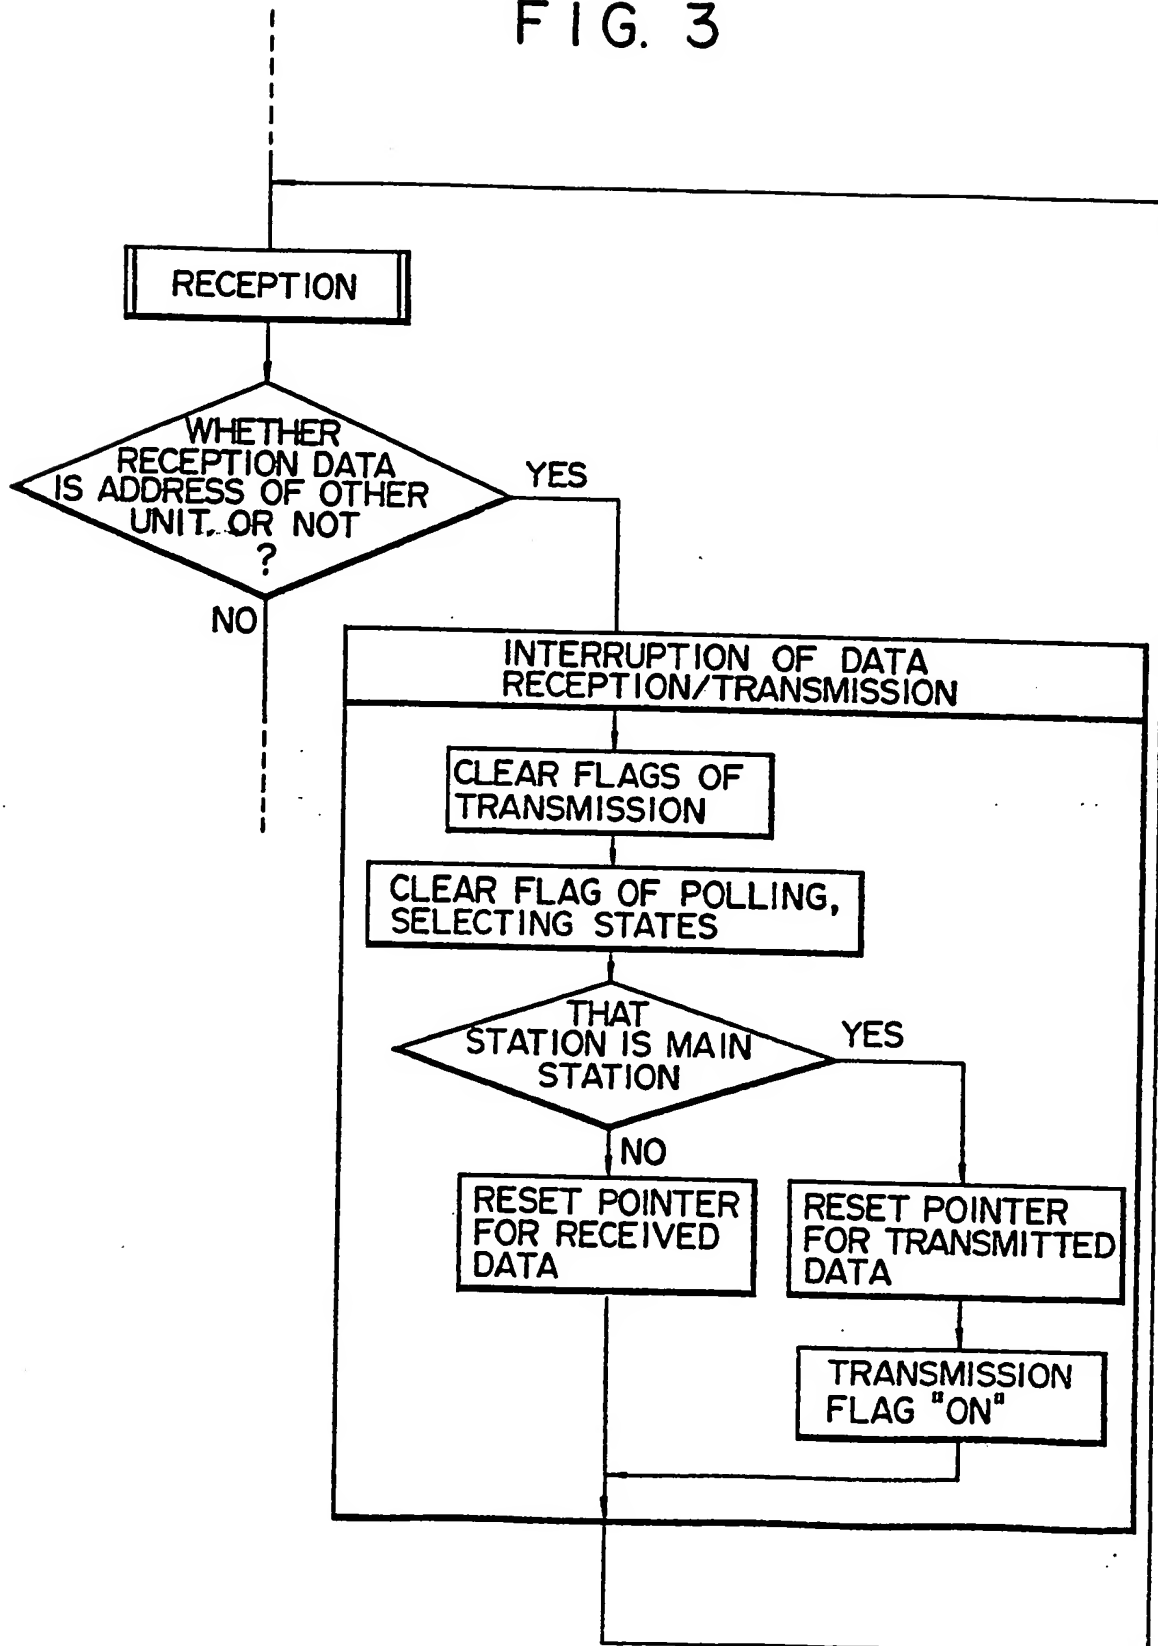 FIG. 3
RECEPTION
WHETHER
RECEPTION DATA
IS ADDRESS OF OTHER
UNIT, OR NOT
?
YES
NO
INTERRUPTION OF DATA
RECEPTION/TRANSMISSION
CLEAR FLAGS OF
TRANSMISSION
CLEAR FLAG OF POLLING,
SELECTING STATES
THAT
STATION IS MAIN
STATION
YES
NO
RESET POINTER
FOR RECEIVED
DATA
RESET POINTER
FOR TRANSMITTED
DATA
TRANSMISSION
FLAG "ON"